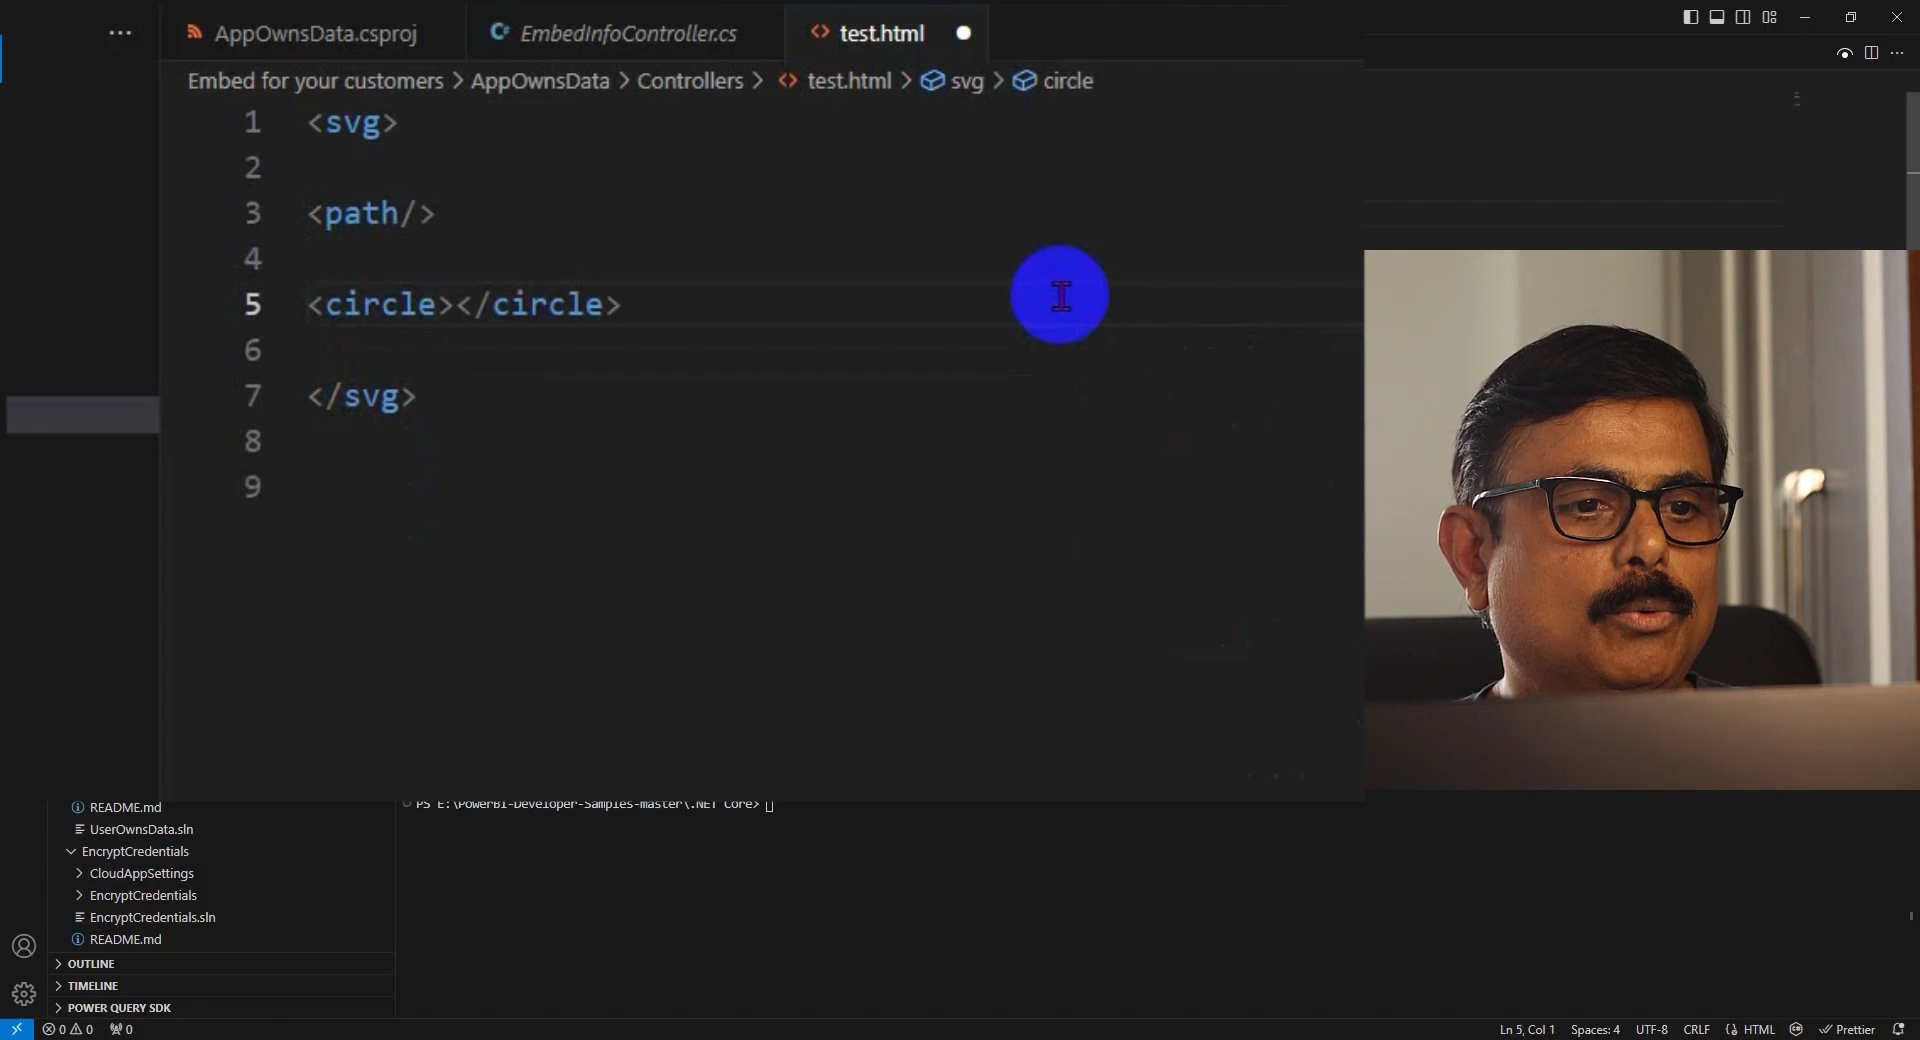 AppOwnsData.csproj
EmbedInfoController.cs
test.html
Embed for your customers > AppOwnsData > Controllers > test.html > svg > circle
1 <svg>
2
3 <path/>
4
5 <circle></circle>
6
7 </svg>
8
9
PS E:\PowerBI-Developer-Samples-master\.NET Core>
README.md
UserOwnsData.sln
EncryptCredentials
CloudAppSettings
EncryptCredentials
EncryptCredentials.sln
README.md
OUTLINE
TIMELINE
POWER QUERY SDK
0 0 0
Ln 5, Col 1 Spaces: 4 UTF-8 CRLF HTML Prettier